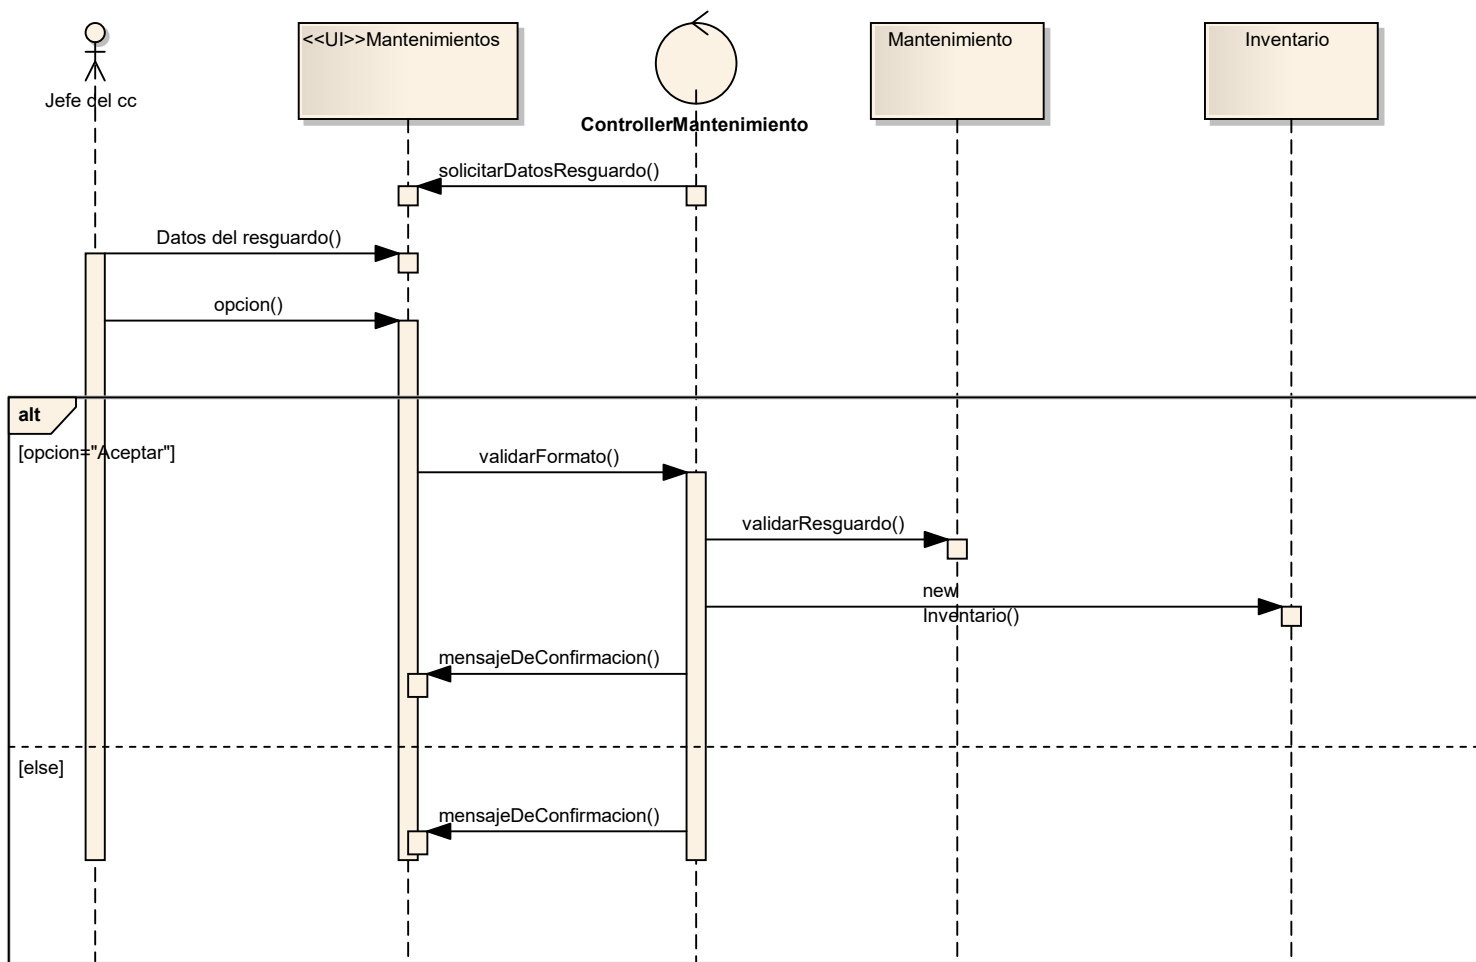 <<UI>>Mantenimientos
Mantenimiento
Inventario
Jefe del cc
ControllerMantenimiento
solicitarDatosResguardo()
Datos del resguardo()
opcion()
alt
[opcion="Aceptar"]
validarFormato()
validarResguardo()
new
Inventario()
mensajeDeConfirmacion()
[else]
mensajeDeConfirmacion()